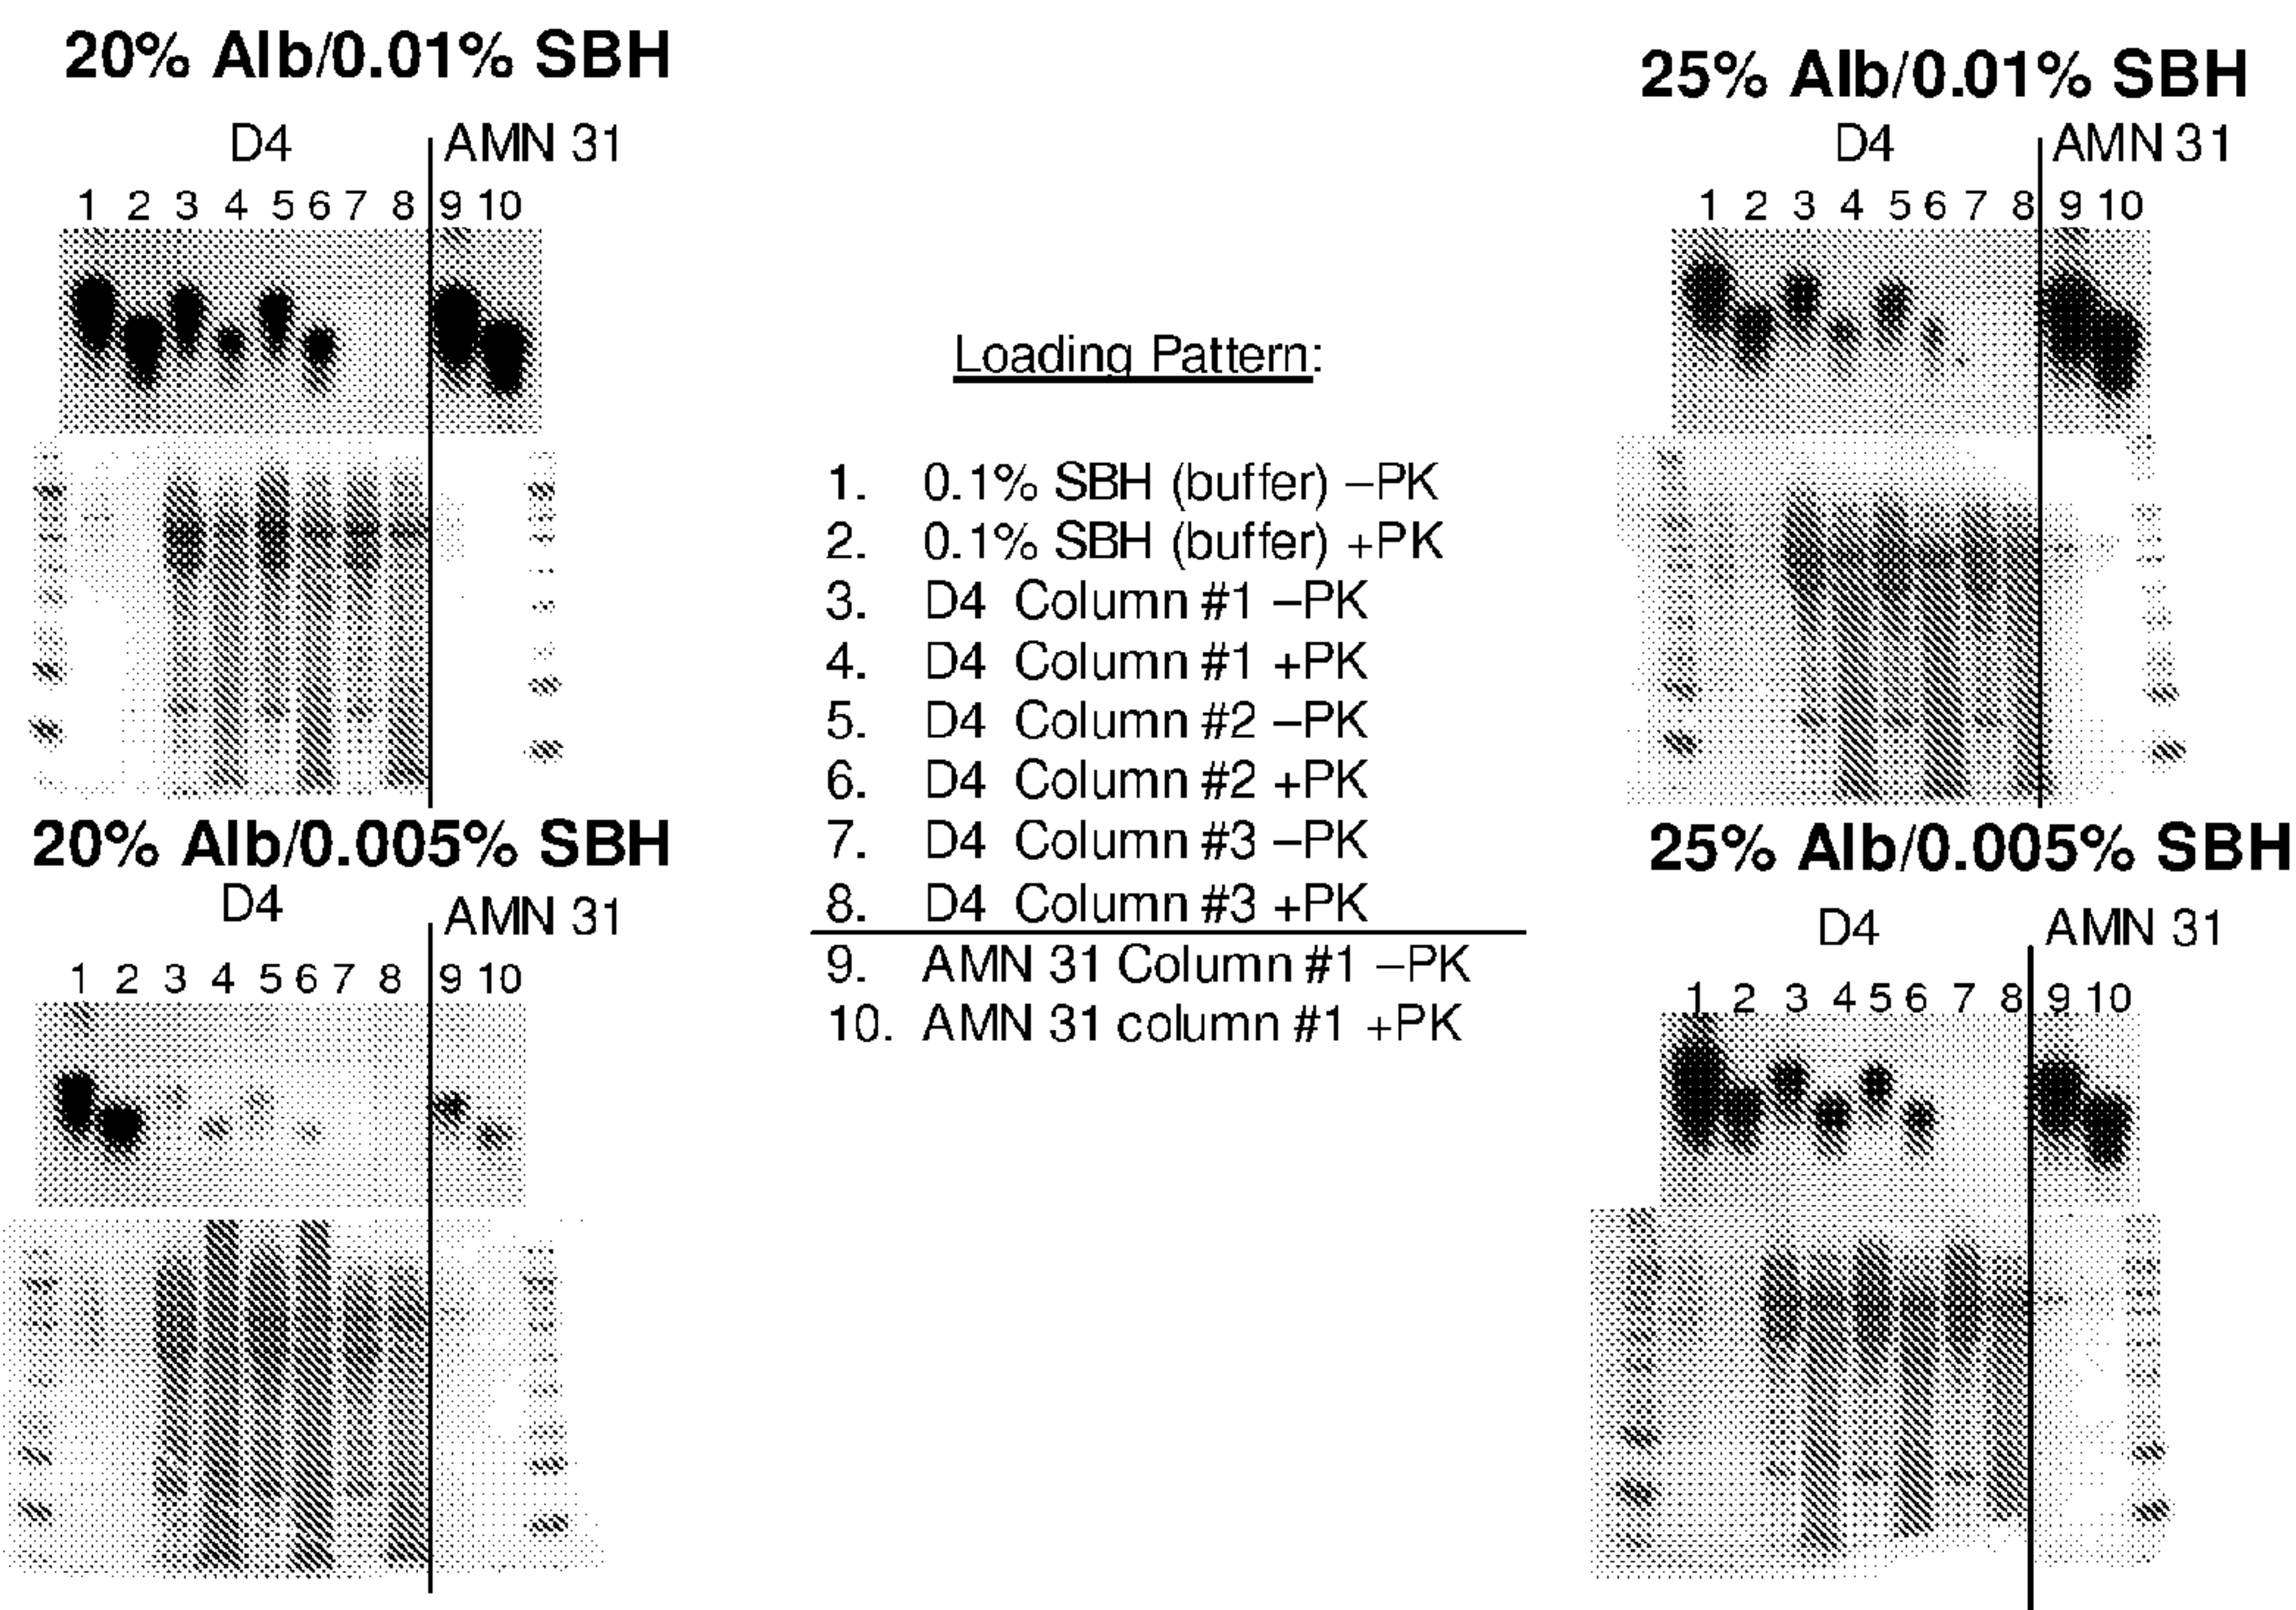 20% Alb/0.01% SBH
D4 AMN 31
1 2 3 4 5 6 7 8 9 10
25% Alb/0.01% SBH
D4 AMN 31
1 2 3 4 5 6 7 8 9 10
Loading Pattern:
1. 0.1% SBH (buffer) –PK
2. 0.1% SBH (buffer) +PK
3. D4 Column #1 –PK
4. D4 Column #1 +PK
5. D4 Column #2 –PK
6. D4 Column #2 +PK
7. D4 Column #3 –PK
8. D4 Column #3 +PK
9. AMN 31 Column #1 –PK
10. AMN 31 column #1 +PK
20% Alb/0.005% SBH
D4 AMN 31
1 2 3 4 5 6 7 8 9 10
25% Alb/0.005% SBH
D4 AMN 31
1 2 3 4 5 6 7 8 9 10